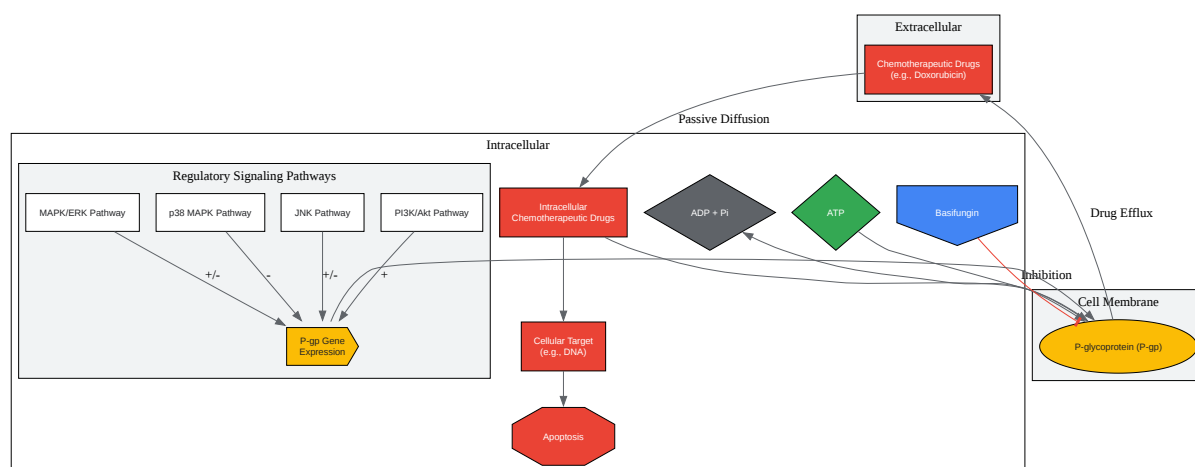 Extracellular
Chemotherapeutic Drugs
(e.g., Doxorubicin)
Passive Diffusion
Intracellular
Regulatory Signaling Pathways
MAPK/ERK Pathway
p38 MAPK Pathway
JNK Pathway
PI3K/Akt Pathway
Intracellular
Chemotherapeutic Drugs
ADP + Pi
ATP
Basifungin
Drug Efflux
+/-
-
+/-
+
Inhibition
Cell Membrane
P-gp Gene
Expression
Cellular Target
(e.g., DNA)
P-glycoprotein (P-gp)
Apoptosis